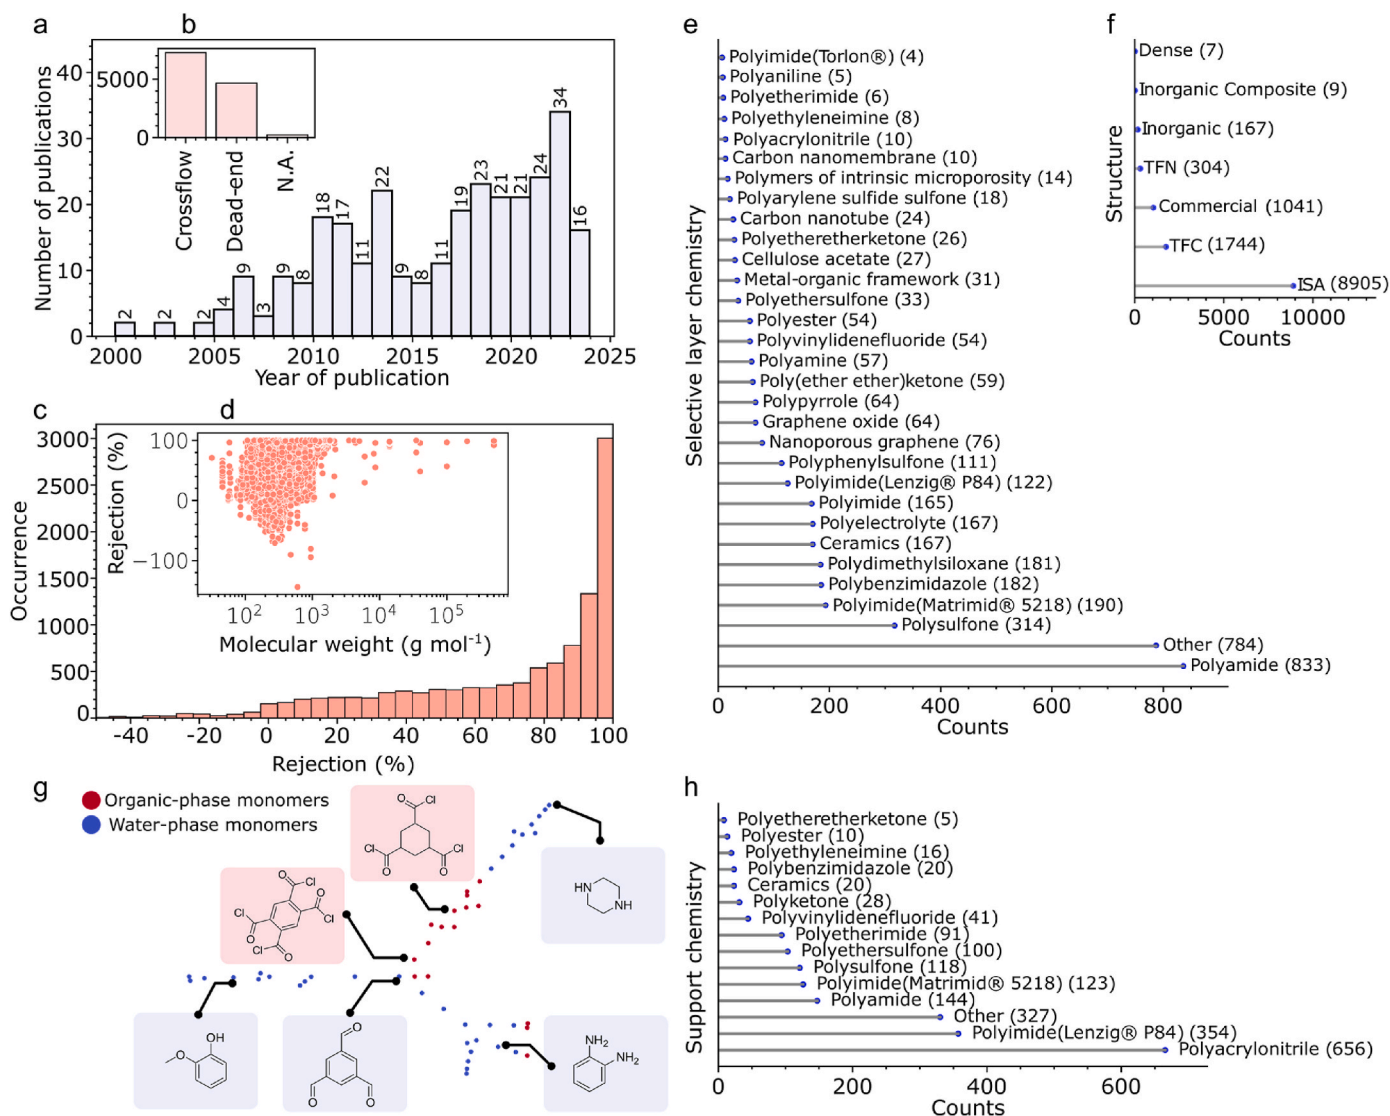 a
b
Number of publications
40
30
20
10
0
5000
0
Crossflow
Dead-end
N.A.
2
2
2
4
9
3
9
8
18
17
11
22
9
8
11
19
23
21
21
24
34
16
2000
2005
2010
2015
2020
2025
Year of publication
c
d
Occurrence
3000
2500
2000
1500
1000
500
0
Rejection (%)
100
0
−100
10²
10³
10⁴
10⁵
Molecular weight (g mol⁻¹)
-40
-20
0
20
40
60
80
100
Rejection (%)
e
Selective layer chemistry
Polyimide(Torlon®) (4)
Polyaniline (5)
Polyetherimide (6)
Polyethyleneimine (8)
Polyacrylonitrile (10)
Carbon nanomembrane (10)
Polymers of intrinsic microporosity (14)
Polyarylene sulfide sulfone (18)
Carbon nanotube (24)
Polyetheretherketone (26)
Cellulose acetate (27)
Metal-organic framework (31)
Polyethersulfone (33)
Polyester (54)
Polyvinylidenefluoride (54)
Polyamine (57)
Poly(ether ether)ketone (59)
Polypyrrole (64)
Graphene oxide (64)
Nanoporous graphene (76)
Polyphenylsulfone (111)
Polyimide(Lenzig® P84) (122)
Polyimide (165)
Polyelectrolyte (167)
Ceramics (167)
Polydimethylsiloxane (181)
Polybenzimidazole (182)
Polyimide(Matrimid® 5218) (190)
Polysulfone (314)
Other (784)
Polyamide (833)
0
200
400
600
800
Counts
f
Structure
Dense (7)
Inorganic Composite (9)
Inorganic (167)
TFN (304)
Commercial (1041)
TFC (1744)
ISA (8905)
0
5000
10000
Counts
g
Organic-phase monomers
Water-phase monomers
O
Cl
Cl
O
Cl
O
O
Cl
Cl
O
O
Cl
Cl
O
HN
NH
OH
O
O
O
O
NH₂
NH₂
h
Support chemistry
Polyetheretherketone (5)
Polyester (10)
Polyethyleneimine (16)
Polybenzimidazole (20)
Ceramics (20)
Polyketone (28)
Polyvinylidenefluoride (41)
Polyetherimide (91)
Polyethersulfone (100)
Polysulfone (118)
Polyimide(Matrimid® 5218) (123)
Polyamide (144)
Other (327)
Polyimide(Lenzig® P84) (354)
Polyacrylonitrile (656)
0
200
400
600
Counts